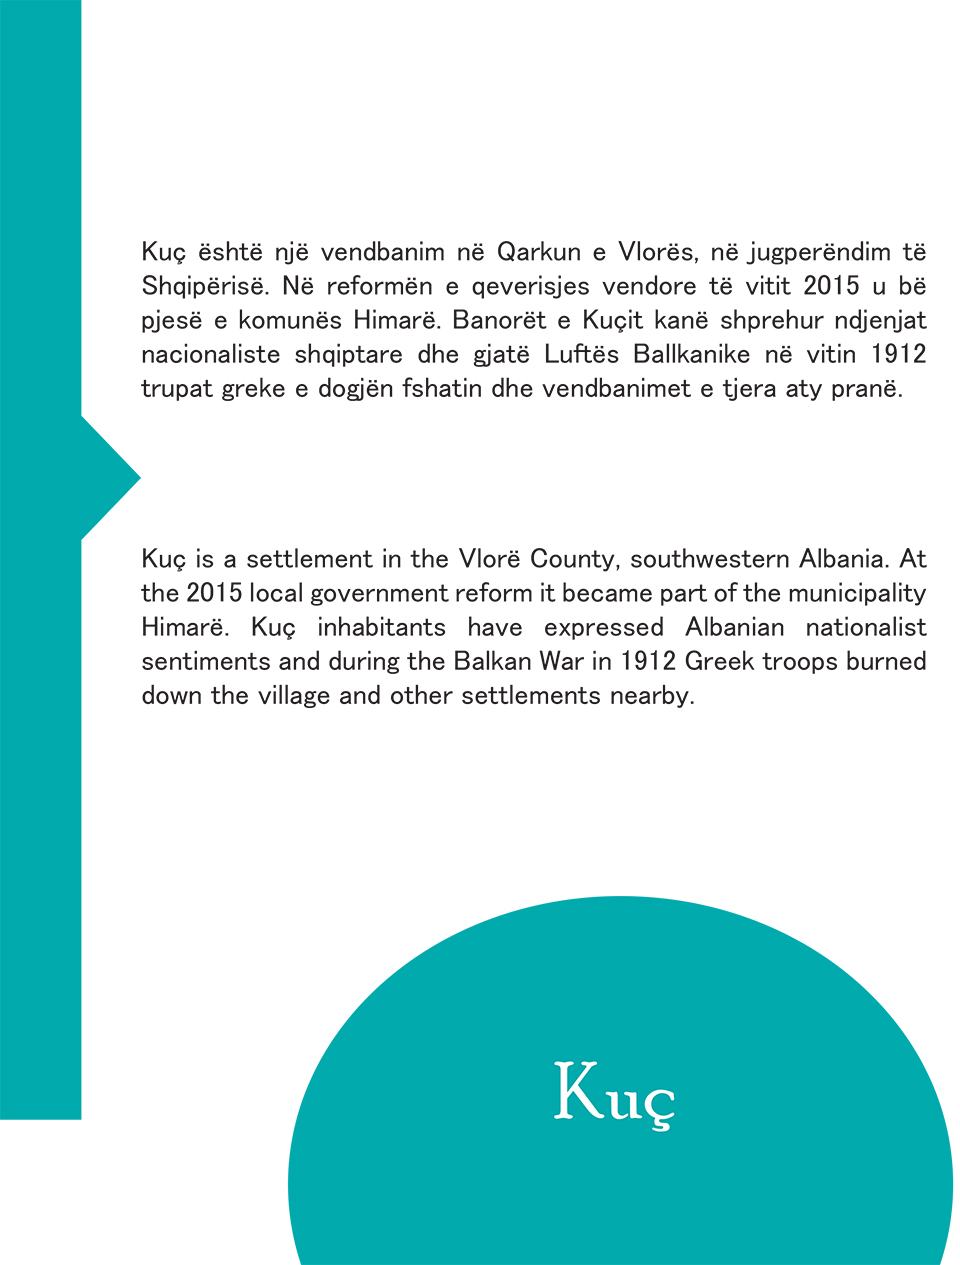 Kuç është një vendbanim në Qarkun e Vlorës, në jugperëndim të
Shqipërisë. Në reformën e qeverisjes vendore të vitit 2015 u bë
pjesë e komunës Himarë. Banorët e Kuçit kanë shprehur ndjenjat
nacionaliste shqiptare dhe gjatë Luftës Ballkanike në vitin 1912
trupat greke e dogjën fshatin dhe vendbanimet e tjera aty pranë.
Kuç is a settlement in the Vlorë County, southwestern Albania. At
the 2015 local government reform it became part of the municipality
Himarë. Kuç inhabitants have expressed Albanian nationalist
sentiments and during the Balkan War in 1912 Greek troops burned
down the village and other settlements nearby.
Kuç